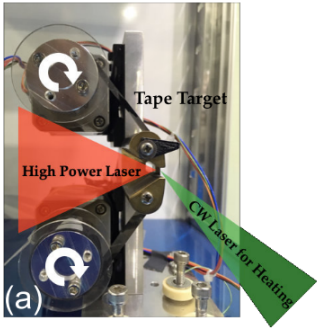 Tape Target
High Power Laser
CW Laser for Heating
(a)